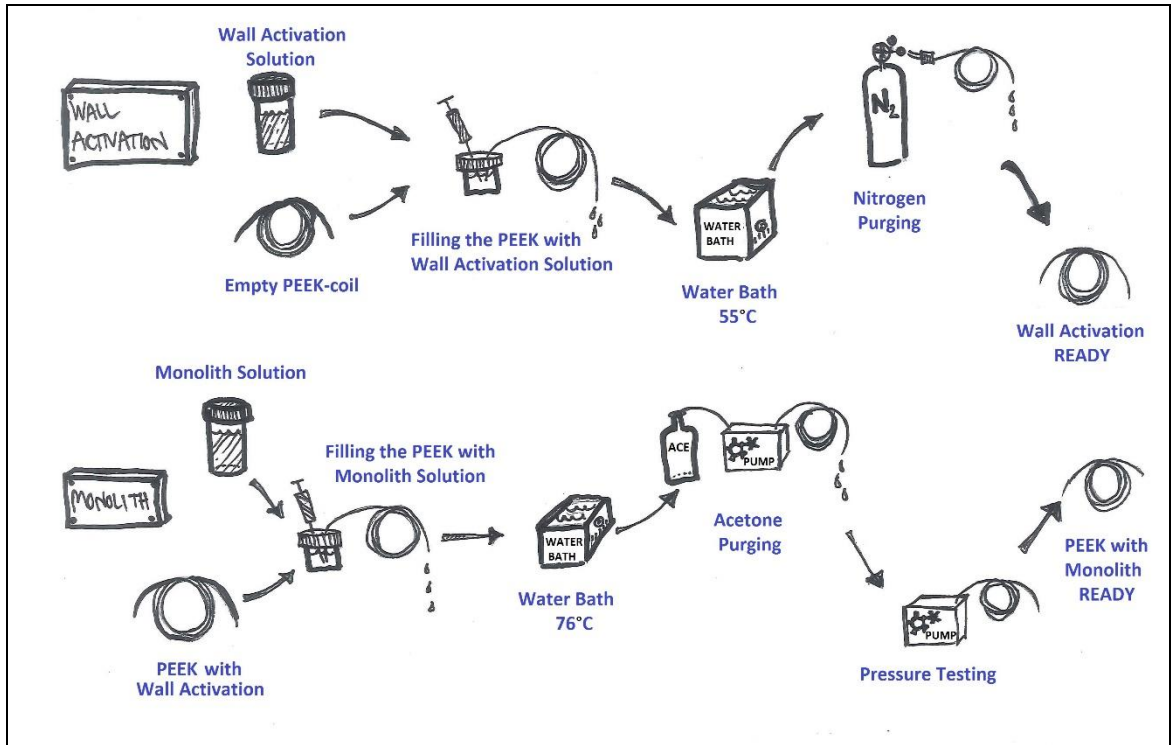 Wall Activation
Solution
WALL
ACTIVATION
Empty PEEK-coil
Filling the PEEK with
Wall Activation Solution
WATER
BATH
Water Bath
55°C
N₂
Nitrogen
Purging
Wall Activation
READY
Monolith Solution
MONOLITH
PEEK with
Wall Activation
Filling the PEEK with
Monolith Solution
WATER
BATH
Water Bath
76°C
ACE
PUMP
Acetone
Purging
PUMP
Pressure Testing
PEEK with
Monolith
READY